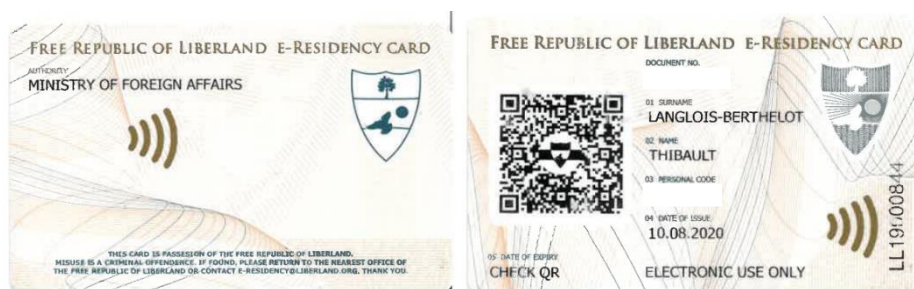 FREE REPUBLIC OF LIBERLAND E-RESIDENCY CARD
AUTHORITY
MINISTRY OF FOREIGN AFFAIRS
THIS CARD IS PASSESION OF THE FREE REPUBLIC OF LIBERLAND.
MISUSE IS A CRIMINAL OFFENDENCE. IF FOUND, PLEASE RETURN TO THE NEAREST OFFICE OF
THE FREE REPUBLIC OF LIBERLAND OR CONTACT E-RESIDENCY@LIBERLAND.ORG, THANK YOU.
FREE REPUBLIC OF LIBERLAND E-RESIDENCY CARD
DOCUMENT NO.
01 SURNAME
LANGLOIS-BERTHELOT
02 NAME
THIBAULT
03 PERSONAL CODE
04 DATE OF ISSUE
10.08.2020
05 DATE OF EXPIRY
CHECK QR
ELECTRONIC USE ONLY
LL19600844